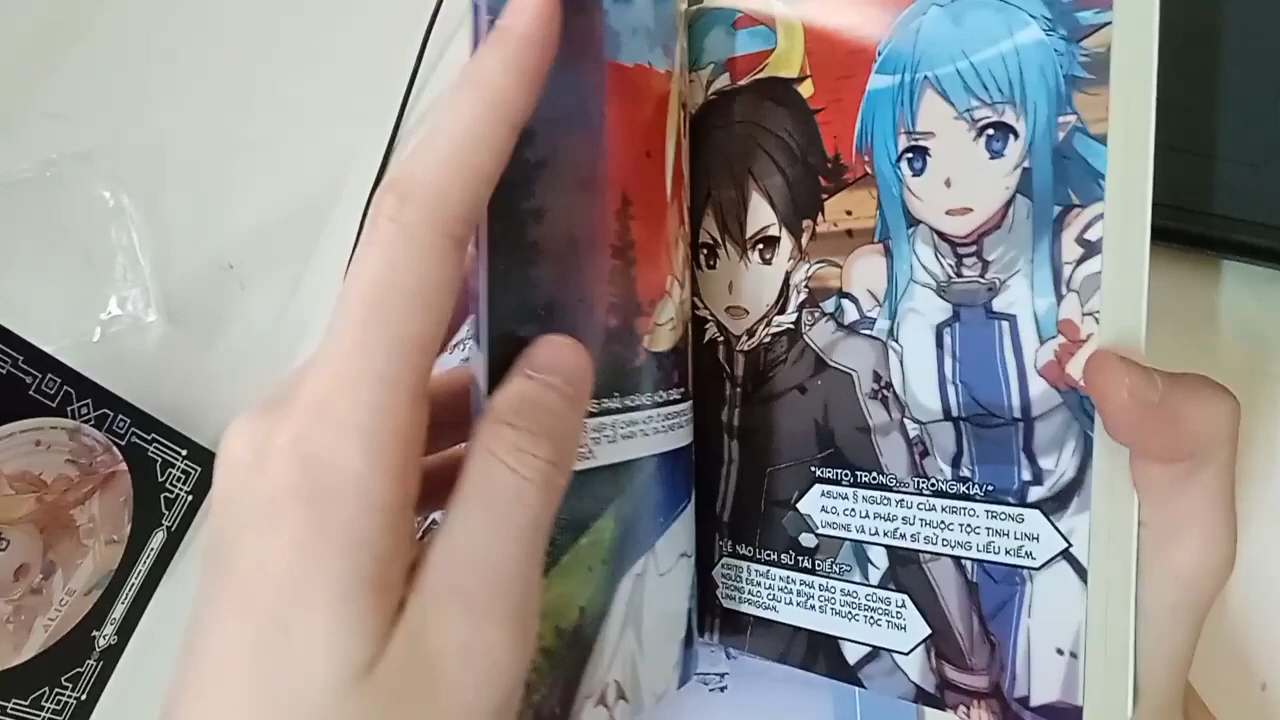 "KIRITO, TRÔNG... TRÔNG KÌA!"
ASUNA § NGƯỜI YÊU CỦA KIRITO. TRONG
ALO, CÔ LÀ PHÁP SƯ THUỘC TỘC TINH LINH
UNDINE VÀ LÀ KIẾM SĨ SỬ DỤNG LIỄU KIẾM.
"LẼ NÀO LỊCH SỬ TÁI DIỄN?"
KIRITO § THIẾU NIÊN PHÁ ĐẢO SAO, CŨNG LÀ
NGƯỜI ĐEM LẠI HÒA BÌNH CHO UNDERWORLD.
TRONG ALO, CẬU LÀ KIẾM SĨ THUỘC TỘC TINH
LINH SPRIGGAN.
ALICE